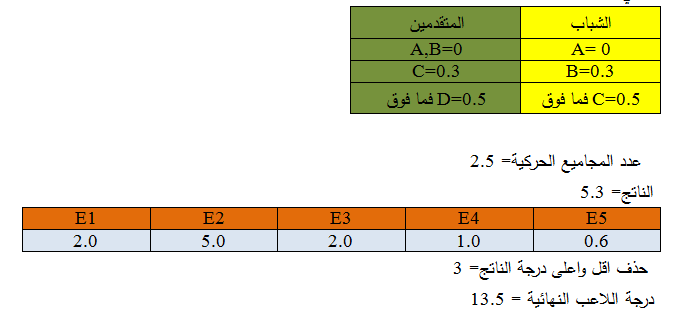 الشباب المتقدمين
A= 0 A,B=0
B=0.3 C=0.3
C=0.5 فما فوق D=0.5 فما فوق
عدد المجاميع الحركية= 2.5
الناتج= 5.3
E1 E2 E3 E4 E5
2.0 5.0 2.0 1.0 0.6
حذف اقل واعلى درجة الناتج= 3
درجة اللاعب النهائية = 13.5